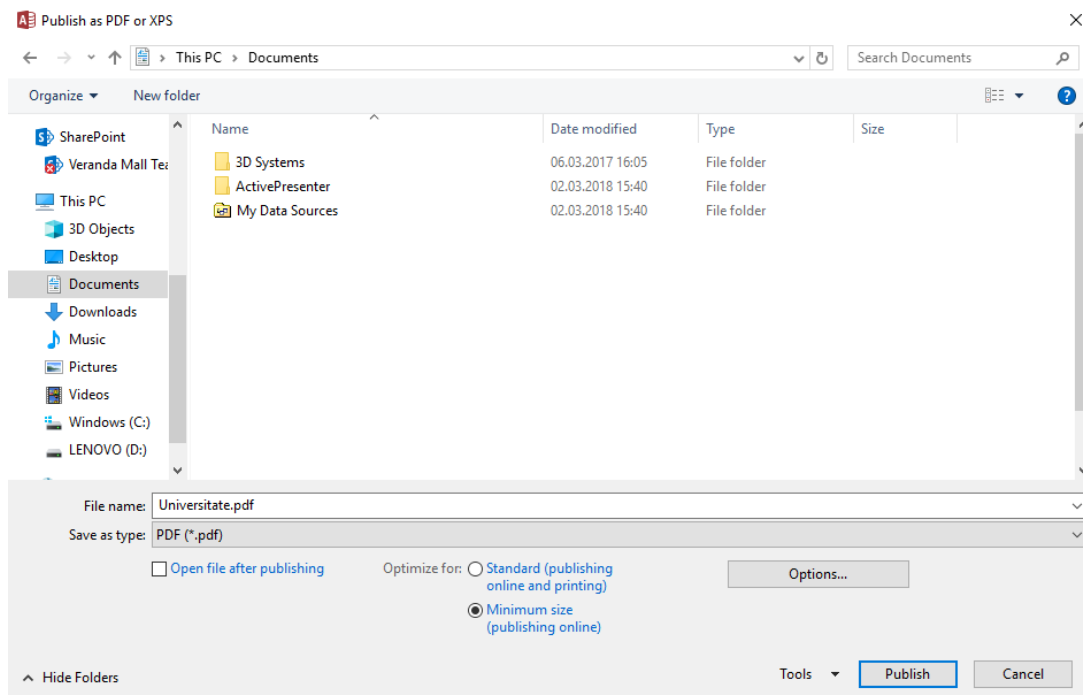 Publish as PDF or XPS
This PC > Documents
Search Documents
Organize
New folder
SharePoint
Veranda Mall Tea
This PC
3D Objects
Desktop
Documents
Downloads
Music
Pictures
Videos
Windows (C:)
LENOVO (D:)
Name Date modified Type Size
3D Systems 06.03.2017 16:05 File folder
ActivePresenter 02.03.2018 15:40 File folder
My Data Sources 02.03.2018 15:40 File folder
File name: Universitate.pdf
Save as type: PDF (*.pdf)
Open file after publishing
Optimize for:
Standard (publishing
online and printing)
Minimum size
(publishing online)
Options...
Hide Folders
Tools
Publish
Cancel